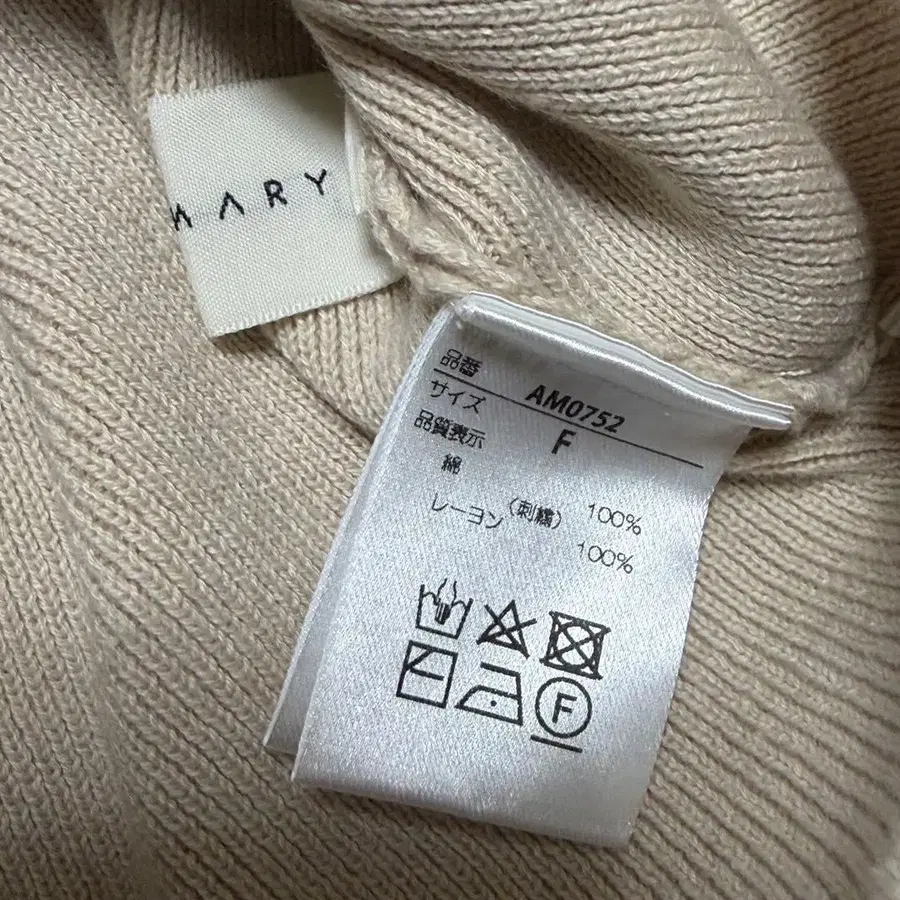 MARY
品番 AM0752
サイズ F
品質表示
綿 100%
レーヨン (刺繍) 100%
F